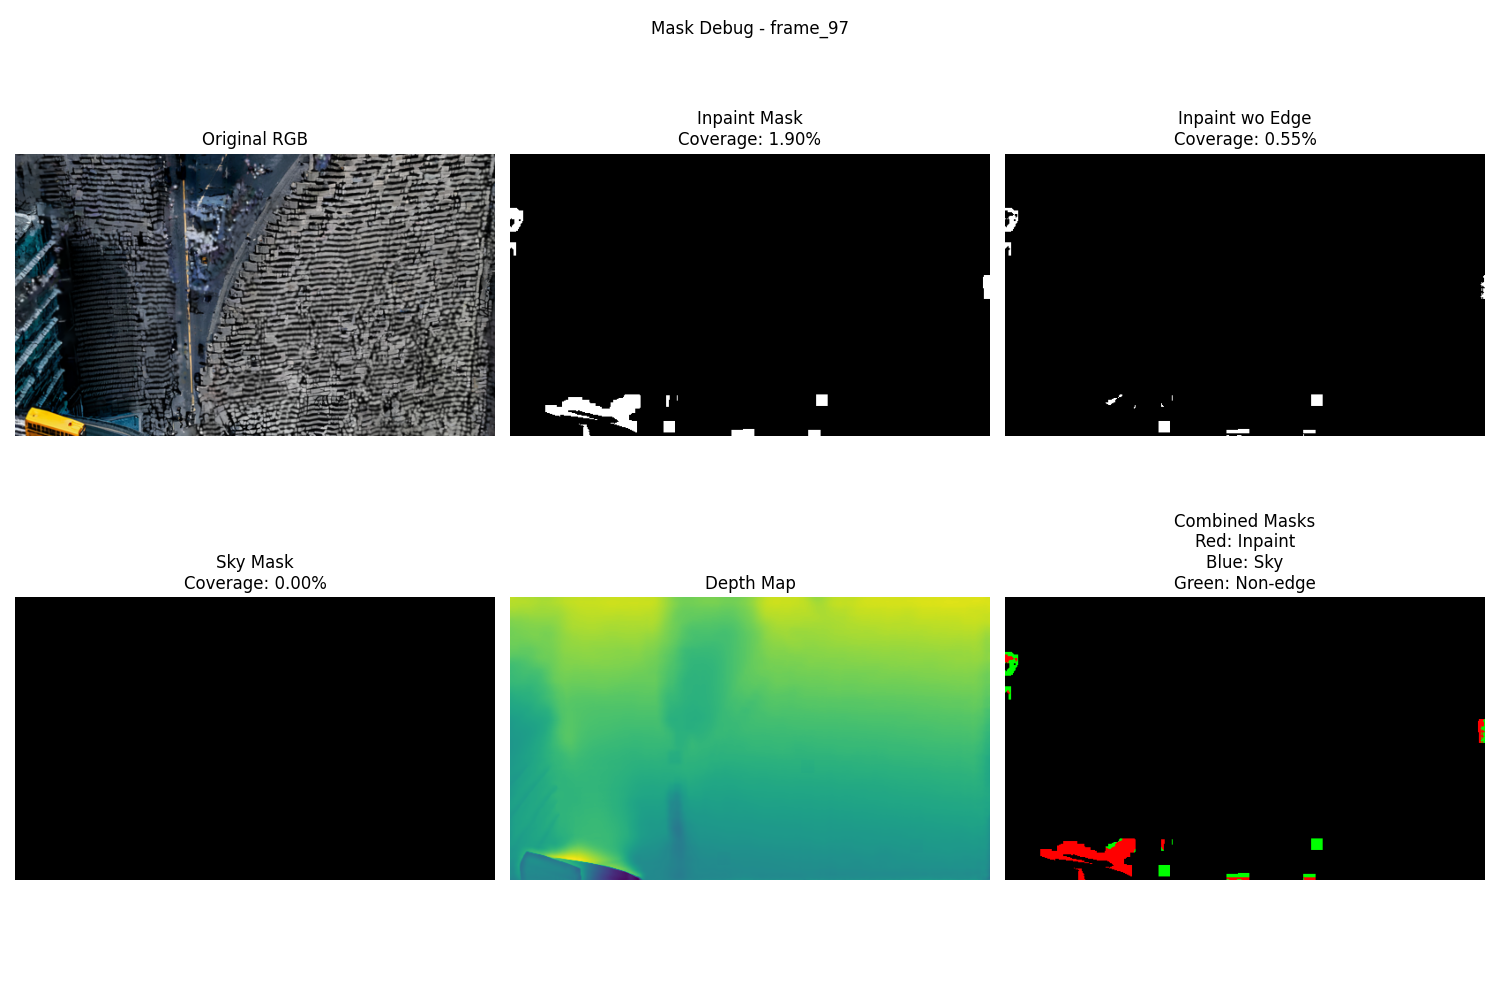 Mask Debug - frame_97
Original RGB
Inpaint Mask
Coverage: 1.90%
Inpaint wo Edge
Coverage: 0.55%
Sky Mask
Coverage: 0.00%
Depth Map
Combined Masks
Red: Inpaint
Blue: Sky
Green: Non-edge